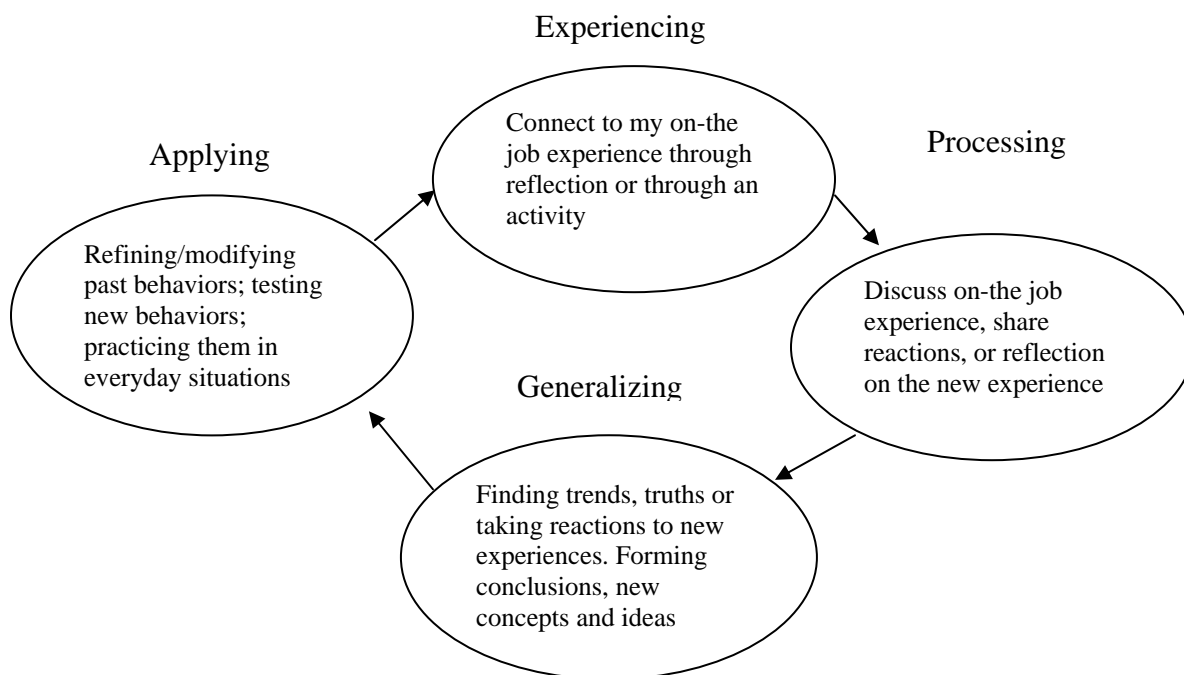 Experiencing
Connect to my on-the
job experience through
reflection or through an
activity
Processing
Discuss on-the job
experience, share
reactions, or reflection
on the new experience
Generalizing
Finding trends, truths or
taking reactions to new
experiences. Forming
conclusions, new
concepts and ideas
Applying
Refining/modifying
past behaviors; testing
new behaviors;
practicing them in
everyday situations